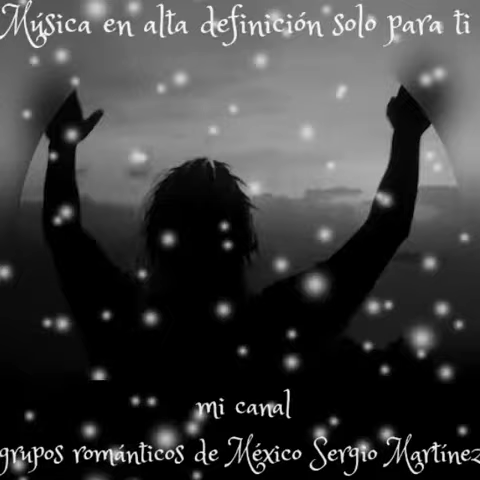 Música en alta definición solo para ti
mi canal
grupos románticos de México Sergio Martínez